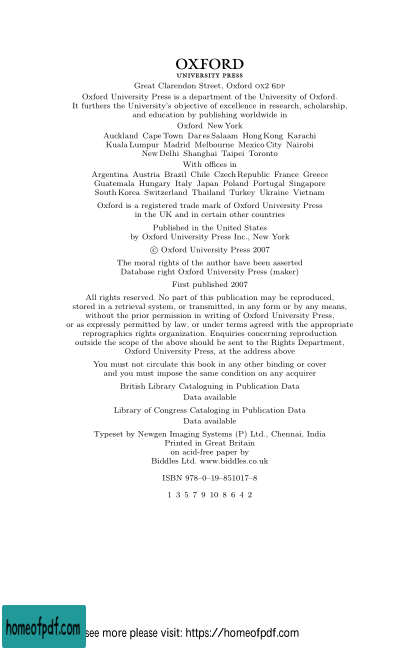 OXFORD
UNIVERSITY PRESS
Great Clarendon Street, Oxford OX2 6DP
Oxford University Press is a department of the University of Oxford.
It furthers the University's objective of excellence in research, scholarship,
and education by publishing worldwide in
Oxford New York
Auckland Cape Town Dar es Salaam Hong Kong Karachi
Kuala Lumpur Madrid Melbourne Mexico City Nairobi
New Delhi Shanghai Taipei Toronto
With offices in
Argentina Austria Brazil Chile Czech Republic France Greece
Guatemala Hungary Italy Japan Poland Portugal Singapore
South Korea Switzerland Thailand Turkey Ukraine Vietnam
Oxford is a registered trade mark of Oxford University Press
in the UK and in certain other countries
Published in the United States
by Oxford University Press Inc., New York
© Oxford University Press 2007
The moral rights of the author have been asserted
Database right Oxford University Press (maker)
First published 2007
All rights reserved. No part of this publication may be reproduced,
stored in a retrieval system, or transmitted, in any form or by any means,
without the prior permission in writing of Oxford University Press,
or as expressly permitted by law, or under terms agreed with the appropriate
reprographics rights organization. Enquiries concerning reproduction
outside the scope of the above should be sent to the Rights Department,
Oxford University Press, at the address above
You must not circulate this book in any other binding or cover
and you must impose the same condition on any acquirer
British Library Cataloguing in Publication Data
Data available
Library of Congress Cataloging in Publication Data
Data available
Typeset by Newgen Imaging Systems (P) Ltd., Chennai, India
Printed in Great Britain
on acid-free paper by
Biddles Ltd. www.biddles.co.uk
ISBN 978–0–19–851017–8
1 3 5 7 9 10 8 6 4 2
homeofpdf.com see more please visit: https://homeofpdf.com